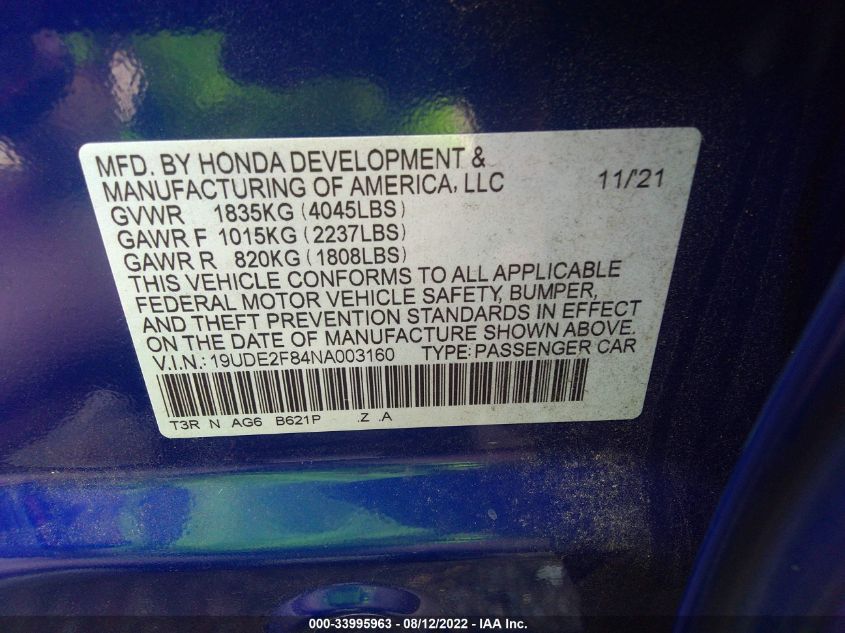 MFD. BY HONDA DEVELOPMENT &
MANUFACTURING OF AMERICA, LLC 11/'21
GVWR 1835KG (4045LBS)
GAWR F 1015KG (2237LBS)
GAWR R 820KG (1808LBS)
THIS VEHICLE CONFORMS TO ALL APPLICABLE
FEDERAL MOTOR VEHICLE SAFETY, BUMPER,
AND THEFT PREVENTION STANDARDS IN EFFECT
ON THE DATE OF MANUFACTURE SHOWN ABOVE.
V.I.N.: 19UDE2F84NA003160 TYPE: PASSENGER CAR
T3R N AG6 B621P .Z .A
000-33995963 - 08/12/2022 - IAA Inc.